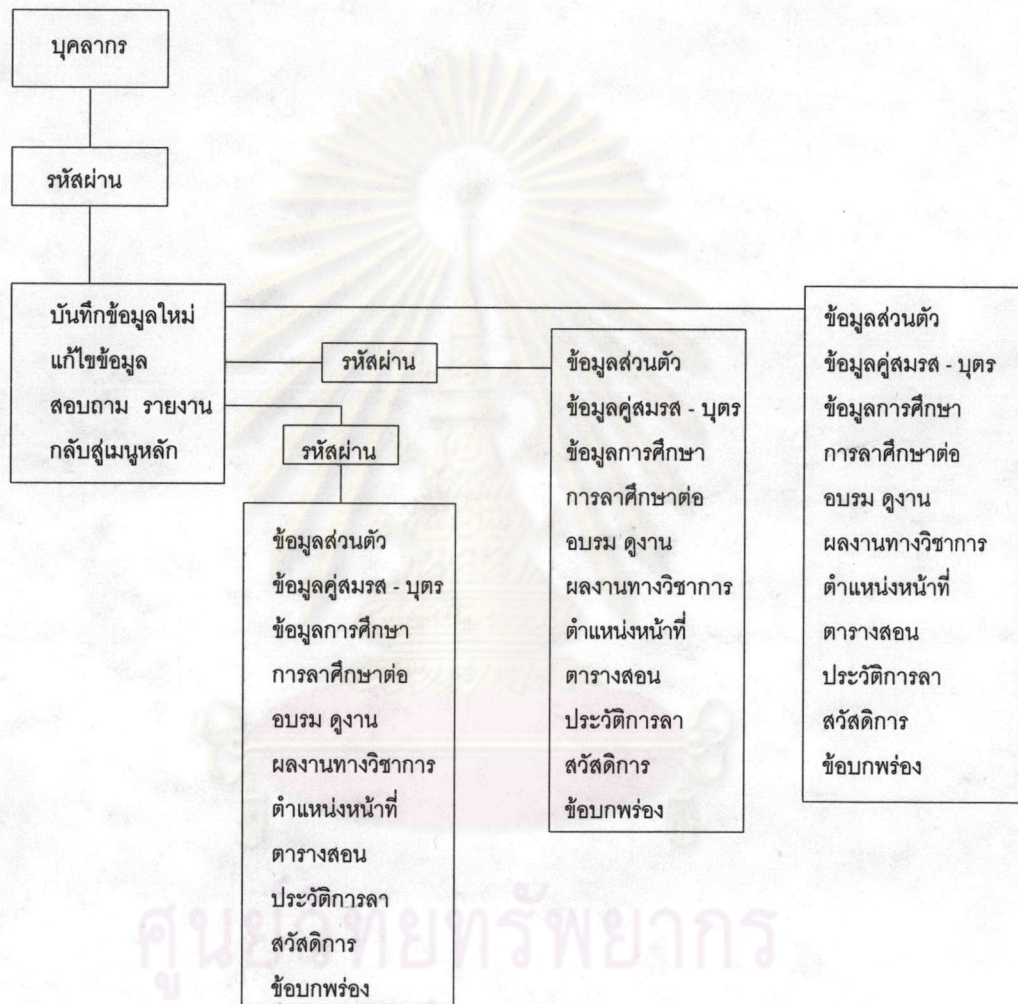 บุคลากร
รหัสผ่าน
บันทึกข้อมูลใหม่
แก้ไขข้อมูล
สอบถาม รายงาน
กลับสู่เมนูหลัก
รหัสผ่าน
รหัสผ่าน
ข้อมูลส่วนตัว
ข้อมูลคู่สมรส - บุตร
ข้อมูลการศึกษา
การลาศึกษาต่อ
อบรม ดูงาน
ผลงานทางวิชาการ
ตำแหน่งหน้าที่
ตารางสอน
ประวัติการลา
สวัสดิการ
ข้อบกพร่อง
ข้อมูลส่วนตัว
ข้อมูลคู่สมรส - บุตร
ข้อมูลการศึกษา
การลาศึกษาต่อ
อบรม ดูงาน
ผลงานทางวิชาการ
ตำแหน่งหน้าที่
ตารางสอน
ประวัติการลา
สวัสดิการ
ข้อบกพร่อง
ข้อมูลส่วนตัว
ข้อมูลคู่สมรส - บุตร
ข้อมูลการศึกษา
การลาศึกษาต่อ
อบรม ดูงาน
ผลงานทางวิชาการ
ตำแหน่งหน้าที่
ตารางสอน
ประวัติการลา
สวัสดิการ
ข้อบกพร่อง
ศูนย์วิทยทรัพยากร